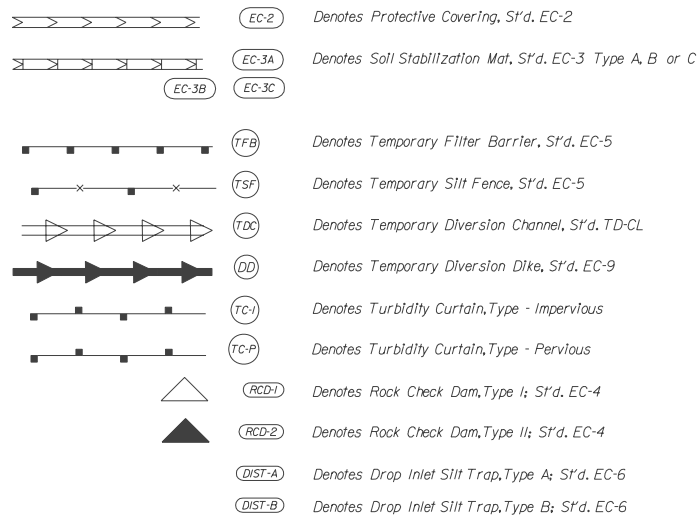 EC-2 Denotes Protective Covering, St'd. EC-2
EC-3A Denotes Soil Stabilization Mat, St'd. EC-3 Type A, B or C
EC-3B EC-3C
TFB Denotes Temporary Filter Barrier, St'd. EC-5
TSF Denotes Temporary Silt Fence, St'd. EC-5
TDC Denotes Temporary Diversion Channel, St'd. TD-CL
DD Denotes Temporary Diversion Dike, St'd. EC-9
TC-I Denotes Turbidity Curtain, Type - Impervious
TC-P Denotes Turbidity Curtain, Type - Pervious
RCD-1 Denotes Rock Check Dam, Type I; St'd. EC-4
RCD-2 Denotes Rock Check Dam, Type II; St'd. EC-4
DIST-A Denotes Drop Inlet Silt Trap, Type A; St'd. EC-6
DIST-B Denotes Drop Inlet Silt Trap, Type B; St'd. EC-6